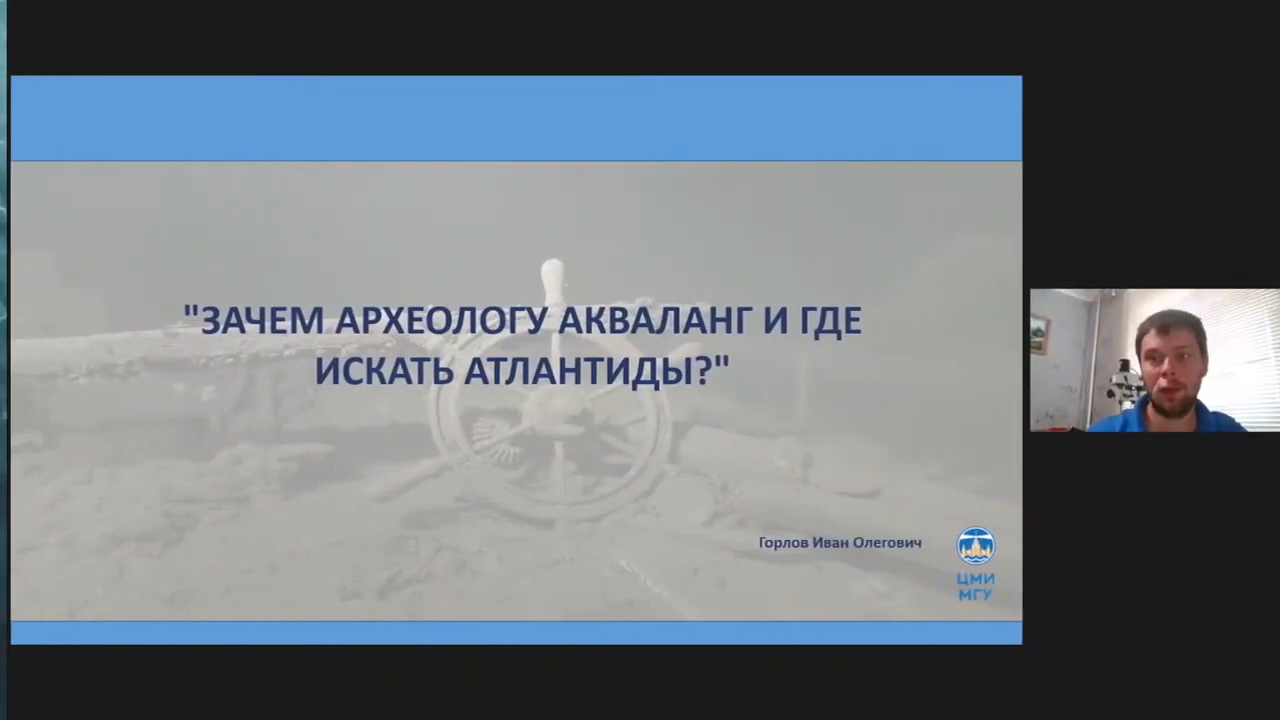 "ЗАЧЕМ АРХЕОЛОГУ АКВАЛАНГ И ГДЕ
ИСКАТЬ АТЛАНТИДЫ?"
Горлов Иван Олегович
ЦМИ
МГУ